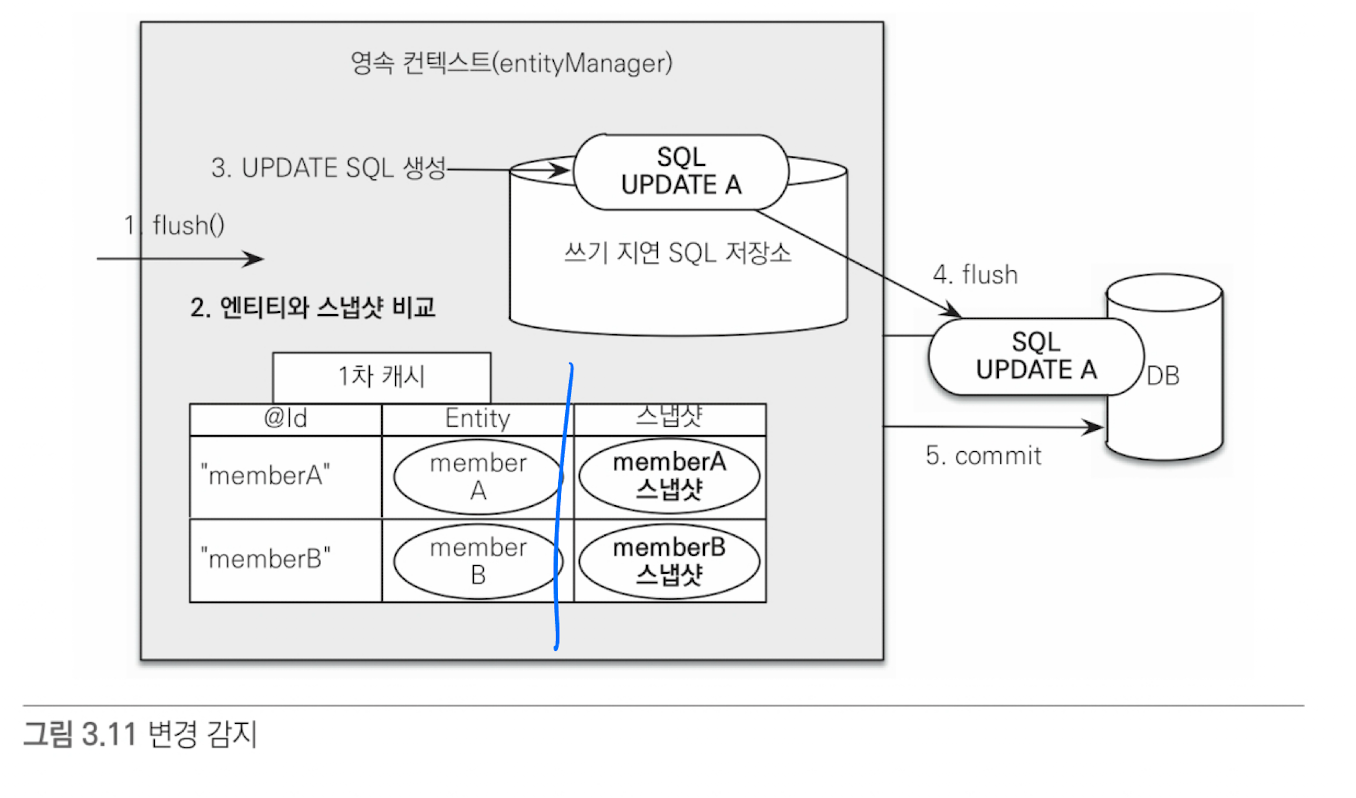 영속 컨텍스트(entityManager)
3. UPDATE SQL 생성
SQL
UPDATE A
1. flush()
쓰기 지연 SQL 저장소
2. 엔티티와 스냅샷 비교
4. flush
SQL
UPDATE A
DB
5. commit
1차 캐시
@Id
Entity
스냅샷
"memberA"
member
A
memberA
스냅샷
"memberB"
member
B
memberB
스냅샷
그림 3.11 변경 감지